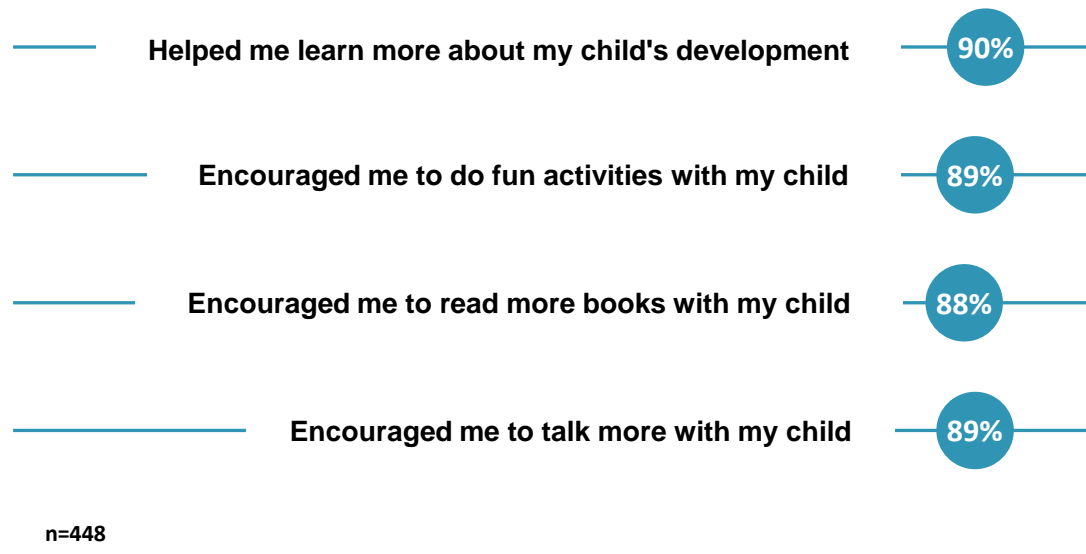 Helped me learn more about my child's development 90%
Encouraged me to do fun activities with my child 89%
Encouraged me to read more books with my child 88%
Encouraged me to talk more with my child 89%
n=448